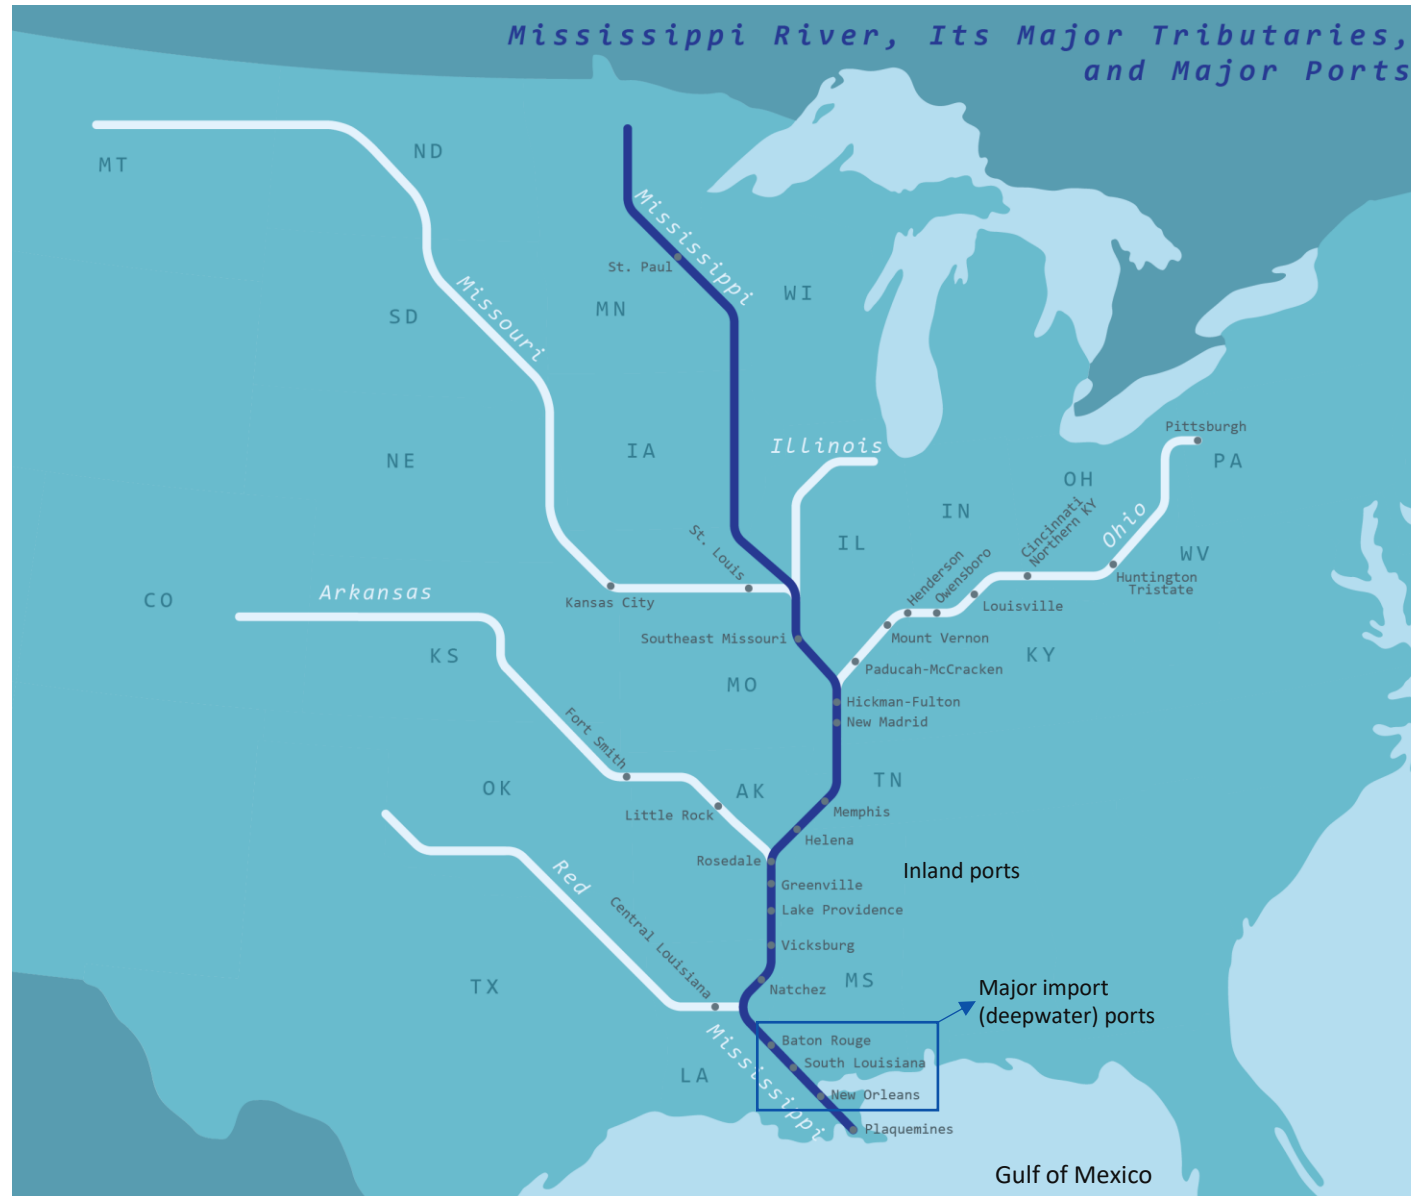 Mississippi River, Its Major Tributaries,
and Major Ports
MT
ND
Mississippi
St. Paul
WI
MN
SD
Missouri
Pittsburgh
PA
Illinois
IA
NE
OH
IN
Cincinnati
Northern KY
Ohio
St. Louis
IL
WV
Henderson
Owensboro
Huntington
Tristate
Louisville
CO
Arkansas
Kansas City
Southeast Missouri
Mount Vernon
KS
KY
Paducah-McCracken
MO
Hickman-Fulton
New Madrid
Fort Smith
TN
OK
AK
Little Rock
Memphis
Helena
Rosedale
Inland ports
Red
Greenville
Central Louisiana
Lake Providence
Vicksburg
TX
Natchez
MS
Major import
(deepwater) ports
Mississippi
Baton Rouge
South Louisiana
LA
New Orleans
Plaquemines
Gulf of Mexico